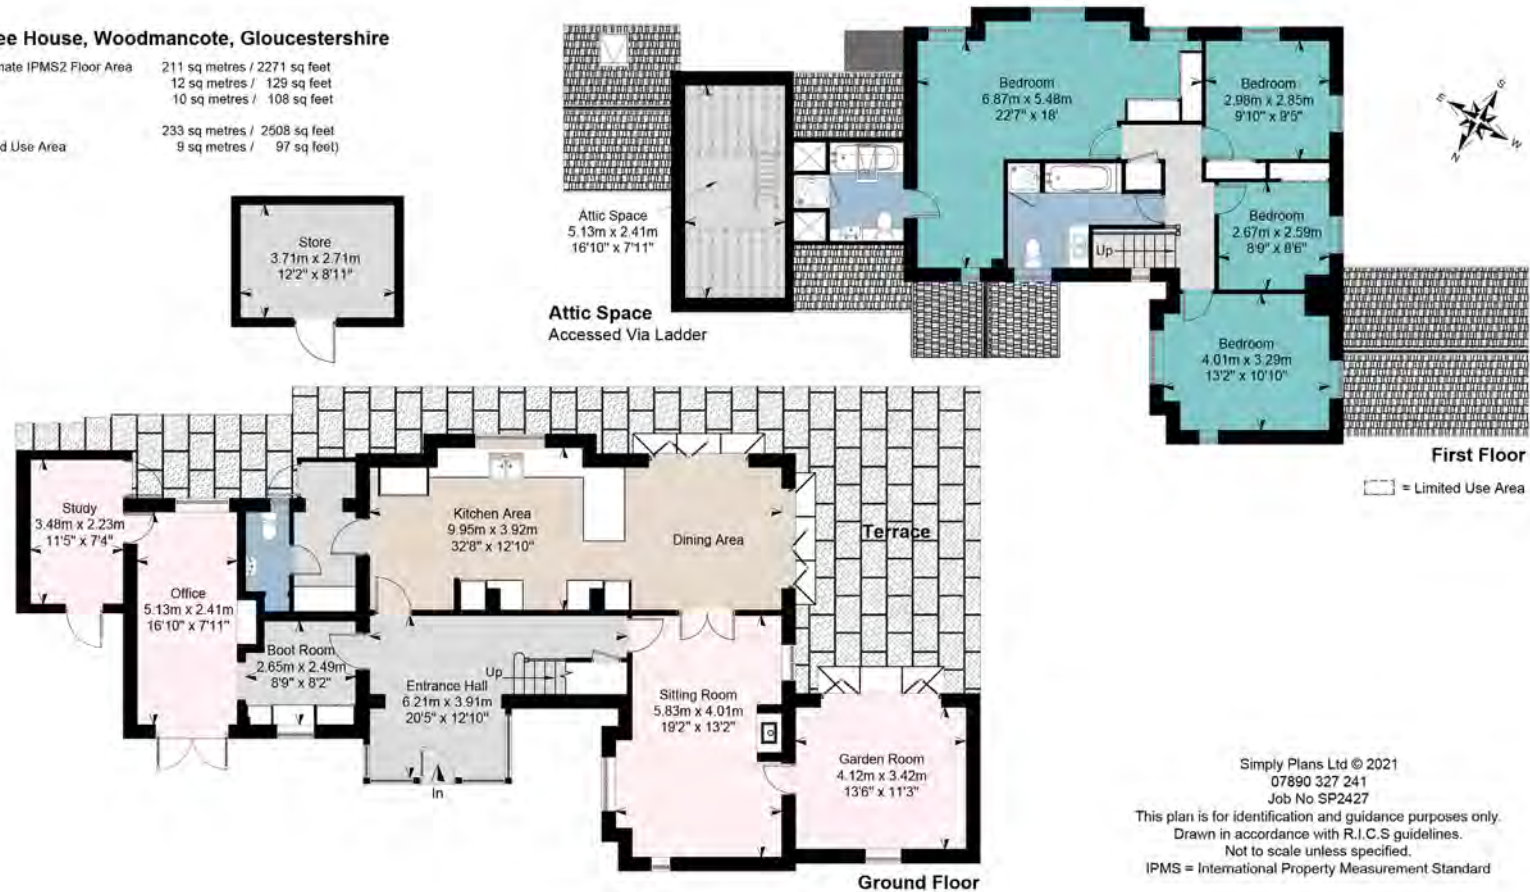 ee House, Woodmancote, Gloucestershire
mate IPMS2 Floor Area 211 sq metres / 2271 sq feet
12 sq metres / 129 sq feet
10 sq metres / 108 sq feet
233 sq metres / 2508 sq feet
d Use Area 9 sq metres / 97 sq feet)
Store
3.71m x 2.71m
12'2" x 8'11"
Attic Space
5.13m x 2.41m
16'10" x 7'11"
Attic Space
Accessed Via Ladder
Bedroom
6.87m x 5.48m
22'7" x 18'
Bedroom
2.98m x 2.85m
9'10" x 9'5"
Bedroom
2.67m x 2.59m
8'9" x 8'6"
Up
Bedroom
4.01m x 3.29m
13'2" x 10'10"
E
S
N
W
First Floor
= Limited Use Area
Study
3.48m x 2.23m
11'5" x 7'4"
Office
5.13m x 2.41m
16'10" x 7'11"
Boot Room
2.65m x 2.49m
8'9" x 8'2"
Kitchen Area
9.95m x 3.92m
32'8" x 12'10"
Dining Area
Terrace
Entrance Hall
6.21m x 3.91m
20'5" x 12'10"
Up
In
Sitting Room
5.83m x 4.01m
19'2" x 13'2"
Garden Room
4.12m x 3.42m
13'6" x 11'3"
Ground Floor
Simply Plans Ltd © 2021
07890 327 241
Job No SP2427
This plan is for identification and guidance purposes only.
Drawn in accordance with R.I.C.S guidelines.
Not to scale unless specified.
IPMS = International Property Measurement Standard